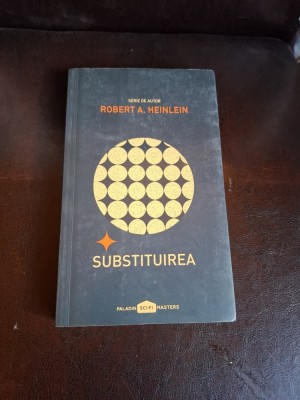 SERIE DE AUTOR
ROBERT A. HEINLEIN
SUBSTITUIREA
PALADIN SCI-FI MASTERS